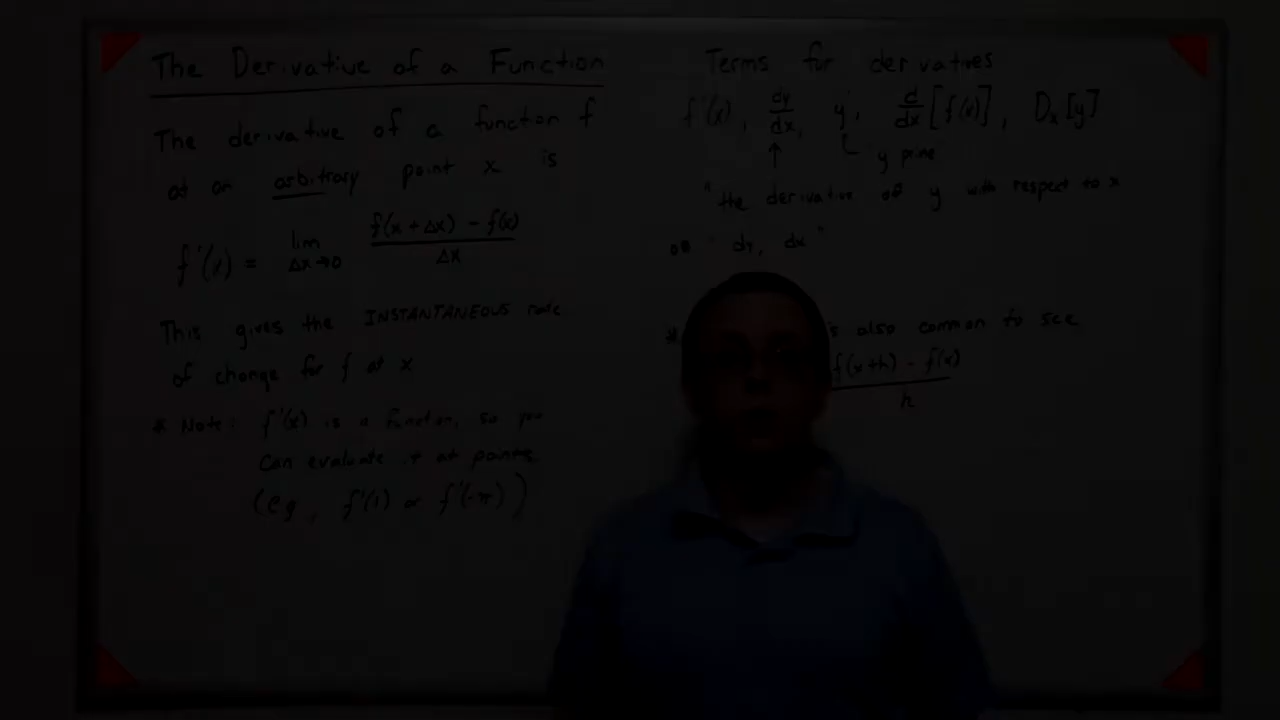 The Derivative of a Function
The derivative of a function f
at an arbitrary point x is
f'(x) = lim Δx→0 f(x + Δx) - f(x) / Δx
This gives the INSTANTANEOUS rate
of change for f at x
* Note: f'(x) is a function, so you
can evaluate it at points
(eg, f'(1) or f'(-π))
Terms for derivatives
f'(x), dy/dx, y', d/dx [f(x)], Dx[y]
y prime
"the derivative of y with respect to x
or "dy, dx"
* is also common to see
f(x+h) - f(x) / h